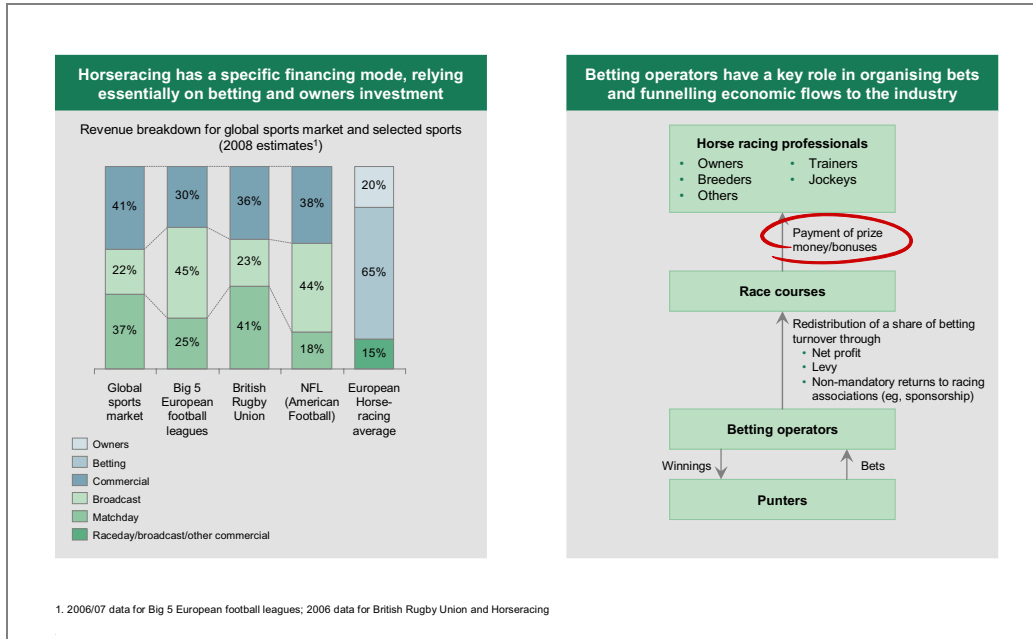 Horseracing has a specific financing mode, relying
essentially on betting and owners investment
Revenue breakdown for global sports market and selected sports
(2008 estimates¹)
41%
22%
37%
30%
45%
25%
36%
23%
41%
38%
44%
18%
20%
65%
15%
Global
sports
market
Big 5
European
football
leagues
British
Rugby
Union
NFL
(American
Football)
European
Horse-
racing
average
Owners
Betting
Commercial
Broadcast
Matchday
Raceday/broadcast/other commercial
Betting operators have a key role in organising bets
and funnelling economic flows to the industry
Horse racing professionals
• Owners
• Breeders
• Others
• Trainers
• Jockeys
Payment of prize
money/bonuses
Race courses
Redistribution of a share of betting
turnover through
• Net profit
• Levy
• Non-mandatory returns to racing
associations (eg, sponsorship)
Betting operators
Winnings
Bets
Punters
1. 2006/07 data for Big 5 European football leagues; 2006 data for British Rugby Union and Horseracing